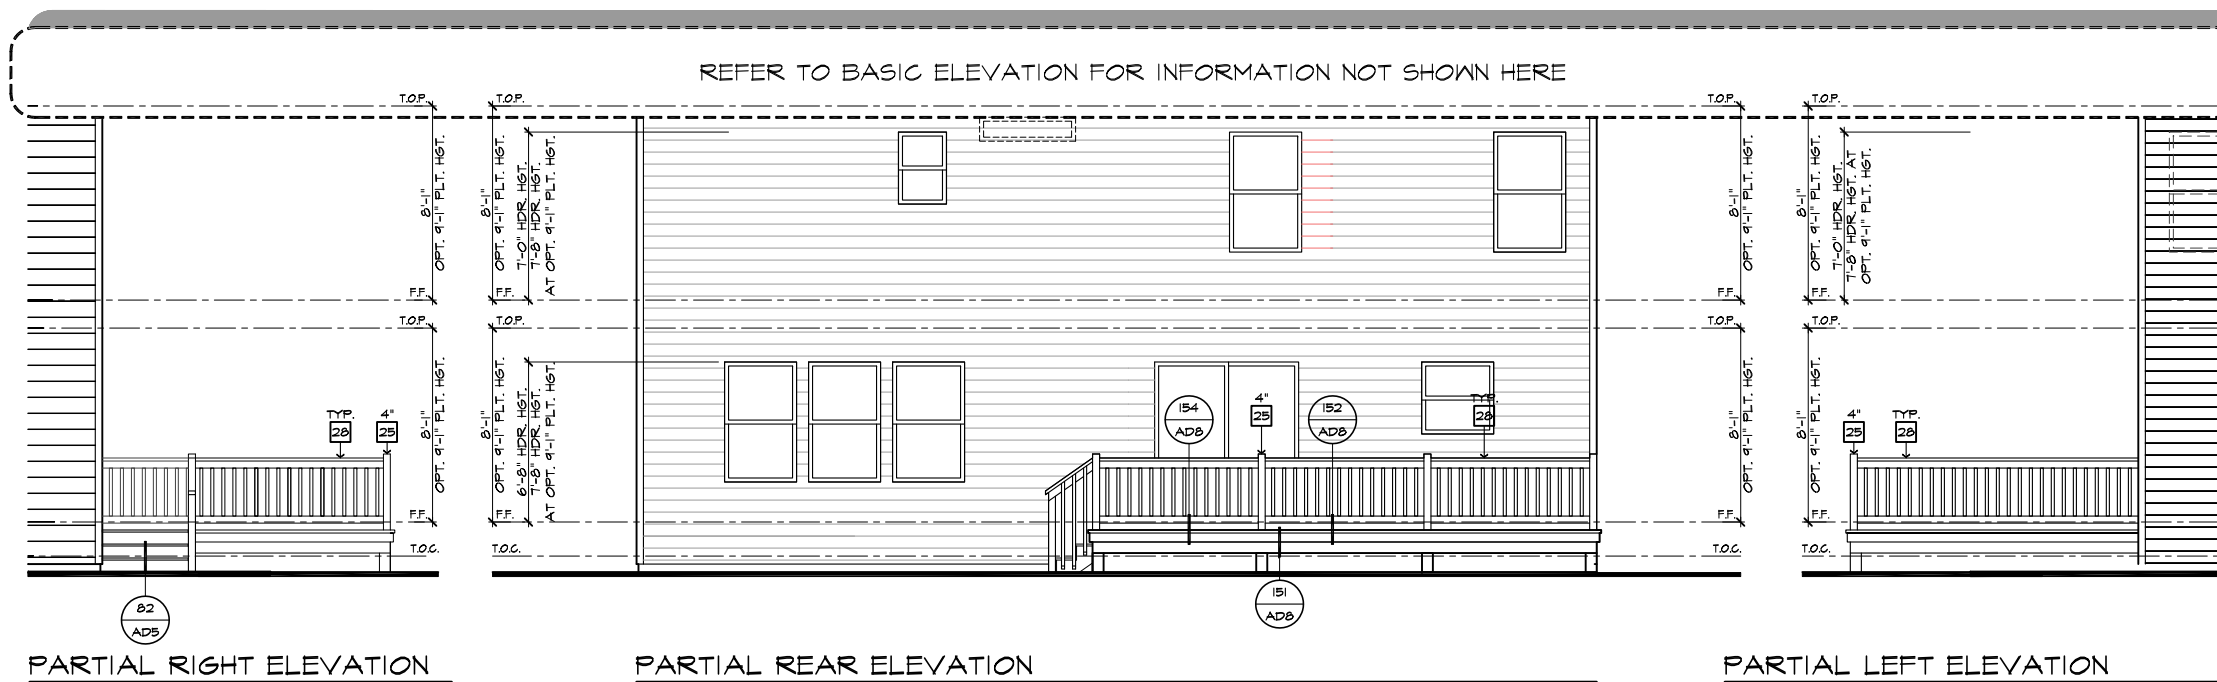 REFER TO BASIC ELEVATION FOR INFORMATION NOT SHOWN HERE
T.O.P.
8'-1"
OPT. 9'-1" PLT. HGT.
F.F.
T.O.P.
8'-1"
OPT. 9'-1" PLT. HGT.
TYP.
28
4"
25
F.F.
T.O.C.
82
AD5
PARTIAL RIGHT ELEVATION
T.O.P.
8'-1"
OPT. 9'-1" PLT. HGT.
7'-0" HDR. HGT.
7'-8" HDR. HGT.
AT OPT. 9'-1" PLT. HGT.
F.F.
T.O.P.
8'-1"
OPT. 9'-1" PLT. HGT.
6'-8" HDR. HGT.
7'-8" HDR. HGT.
AT OPT. 9'-1" PLT. HGT.
F.F.
T.O.C.
154
AD8
4"
25
152
AD8
TYP.
28
151
AD8
T.O.P.
8'-1"
OPT. 9'-1" PLT. HGT.
F.F.
T.O.P.
8'-1"
OPT. 9'-1" PLT. HGT.
F.F.
T.O.C.
PARTIAL REAR ELEVATION
T.O.P.
8'-1"
OPT. 9'-1" PLT. HGT.
7'-0" HDR. HGT.
7'-8" HDR. HGT. AT
OPT. 9'-1" PLT. HGT.
F.F.
T.O.P.
8'-1"
OPT. 9'-1" PLT. HGT.
4"
25
TYP.
28
F.F.
T.O.C.
PARTIAL LEFT ELEVATION